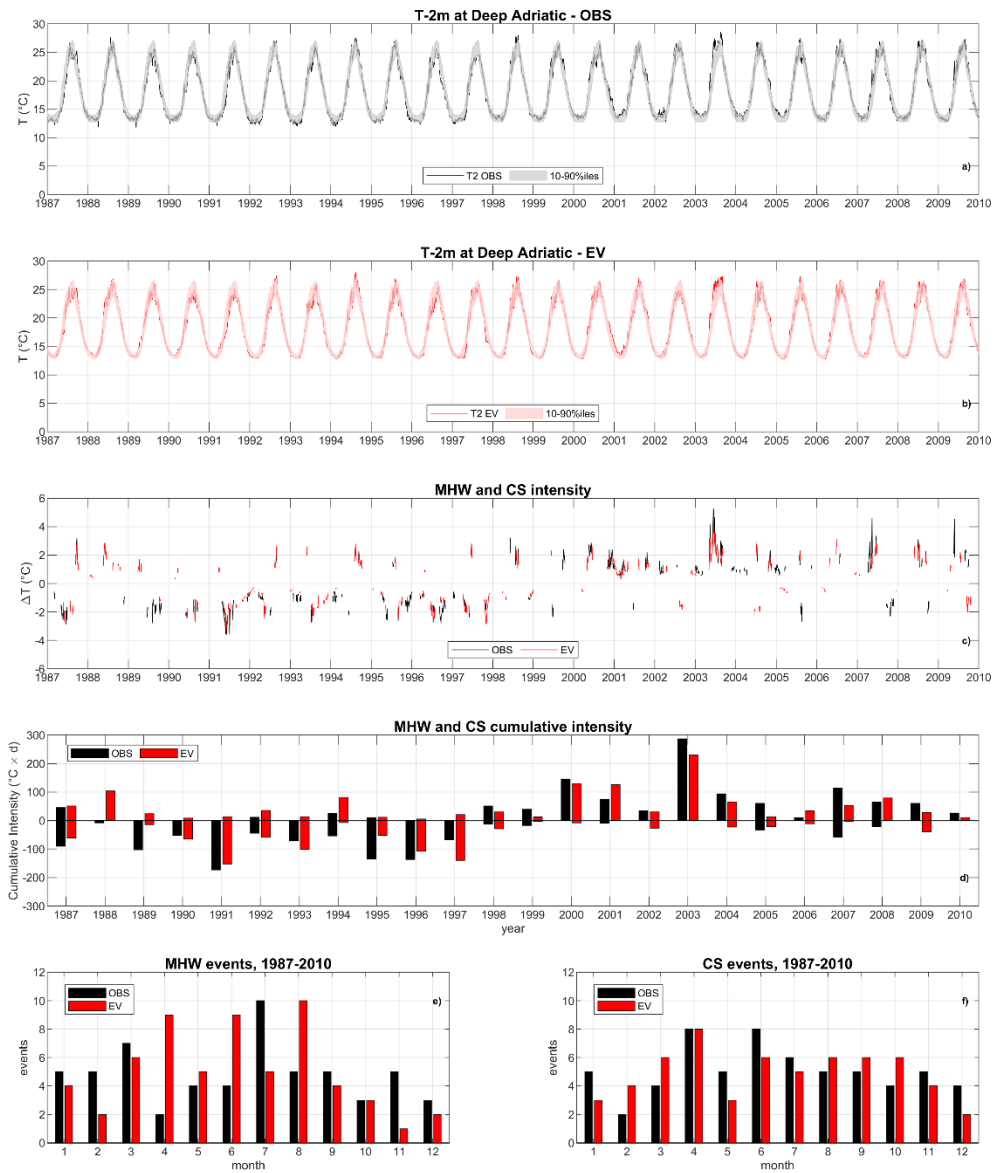 T-2m at Deep Adriatic - OBS
30
25
20
15
10
5
0
T (°C)
T2 OBS 10-90%iles
a)
1987 1988 1989 1990 1991 1992 1993 1994 1995 1996 1997 1998 1999 2000 2001 2002 2003 2004 2005 2006 2007 2008 2009 2010
T-2m at Deep Adriatic - EV
30
25
20
15
10
5
0
T (°C)
T2 EV 10-90%iles
b)
1987 1988 1989 1990 1991 1992 1993 1994 1995 1996 1997 1998 1999 2000 2001 2002 2003 2004 2005 2006 2007 2008 2009 2010
MHW and CS intensity
6
4
2
0
-2
-4
-6
ΔT (°C)
OBS EV
c)
1987 1988 1989 1990 1991 1992 1993 1994 1995 1996 1997 1998 1999 2000 2001 2002 2003 2004 2005 2006 2007 2008 2009 2010
MHW and CS cumulative intensity
300
200
100
0
-100
-200
-300
Cumulative Intensity (°C × d)
OBS EV
d)
1987 1988 1989 1990 1991 1992 1993 1994 1995 1996 1997 1998 1999 2000 2001 2002 2003 2004 2005 2006 2007 2008 2009 2010
year
MHW events, 1987-2010
12
10
8
6
4
2
0
events
OBS
EV
e)
1 2 3 4 5 6 7 8 9 10 11 12
month
CS events, 1987-2010
12
10
8
6
4
2
0
events
OBS
EV
f)
1 2 3 4 5 6 7 8 9 10 11 12
month